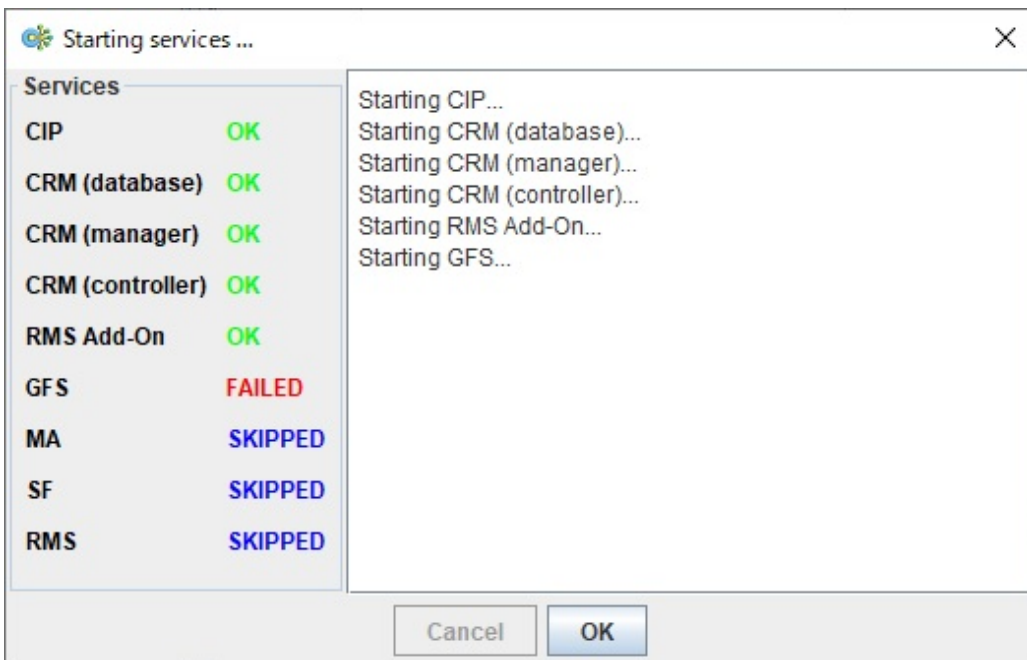 Starting services ...
Services
CIP OK
CRM (database) OK
CRM (manager) OK
CRM (controller) OK
RMS Add-On OK
GFS FAILED
MA SKIPPED
SF SKIPPED
RMS SKIPPED
Starting CIP...
Starting CRM (database)...
Starting CRM (manager)...
Starting CRM (controller)...
Starting RMS Add-On...
Starting GFS...
Cancel OK